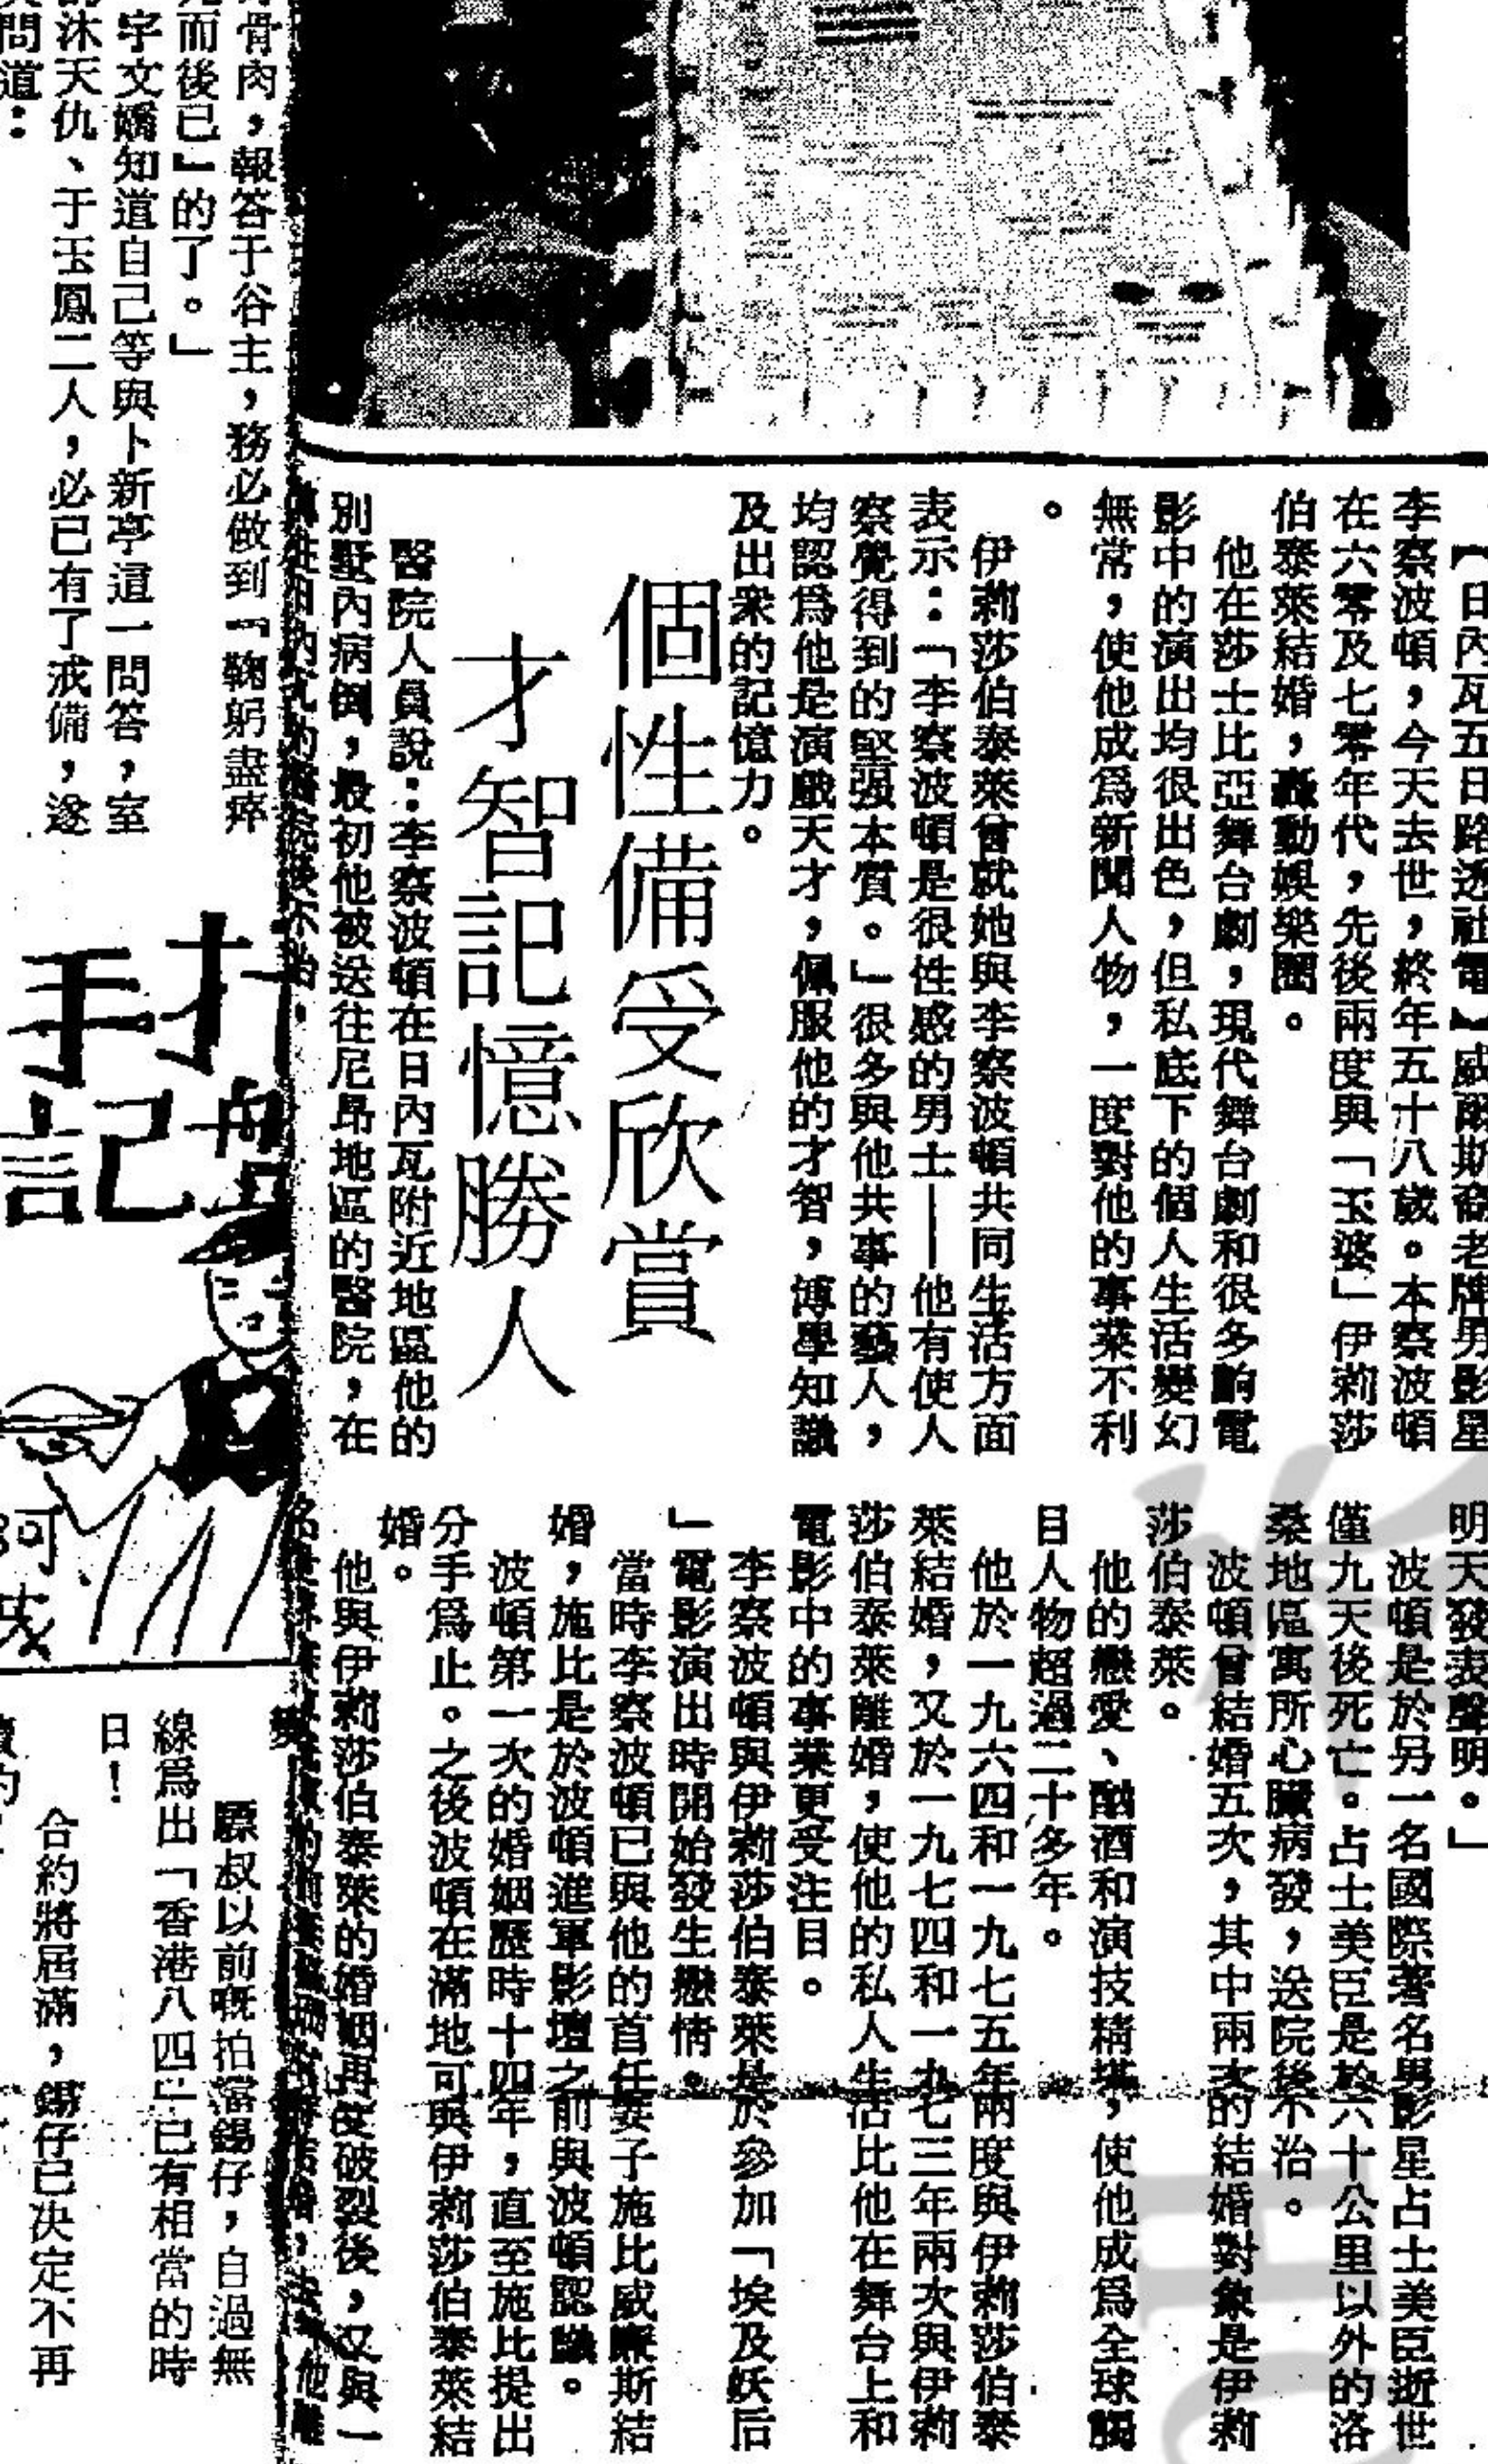 【日內瓦五日路透社電】威爾斯裔老牌男影星
李察波頓，今天去世，終年五十八歲。本察波頓
在六零及七零年代，先後兩度與「玉婆」伊莉莎
伯泰萊結婚，轟動娛樂圈。
他在莎士比亞舞台劇，現代舞台劇和很多齣電
影中的演出均很出色，但私底下的個人生活變幻
無常，使他成爲新聞人物，一度對他的事業不利
。
伊莉莎伯泰萊曾就她與李察波頓共同生活方面
表示：「李察波頓是很性感的男士——他有使人
察覺得到的堅强本質。」很多與他共事的藝人，
均認爲他是演戲天才，佩服他的才智，博學知識
及出衆的記憶力。
個性備受欣賞
才智記憶勝人
醫院人員說：李察波頓在日內瓦附近地區他的
別墅內病倒，最初他被送往尼昂地區的醫院，在
明天發表聲明。」
波頓是於另一名國際著名男影星占士美臣逝世
僅九天後死亡。占士美臣是於六十公里以外的洛
桑地區寓所心臟病發，送院後不治。
波頓曾結婚五次，其中兩次的結婚對象是伊莉
莎伯泰萊。
他的戀愛、酗酒和演技精堪，使他成爲全球觸
目人物超過二十多年。
他於一九六四和一九七五年兩度與伊莉莎伯泰
萊結婚，又於一九七四和一九七三年兩次與伊莉
莎伯泰萊離婚，使他的私人生活比他在舞台上和
電影中的事業更受注目。
李察波頓與伊莉莎伯泰萊是於參加「埃及妖后
」電影演出時開始發生戀情。
當時李察波頓已與他的首任妻子施比威廉斯結
婚，施比是於波頓進軍影壇之前與波頓認識。
波頓第一次的婚姻歷時十四年，直至施比提出
分手爲止。之後波頓在滿地可與伊莉莎伯泰萊結
婚。
他與伊莉莎伯泰萊的婚姻再度破裂後，又與一
骨肉，報答于谷主，務必做到『鞠躬盡瘁
而後已』的了。」
宇文嬌知道自己等與卜新亭這一問答，室
沐天仇、于玉鳳二人，必已有了戒備，遂
問道：
手記
驃叔以前嘅拍檔錫仔，自過無
線爲出「香港八四」已有相當的時
日！
合約將屆滿，錫仔已決定不再